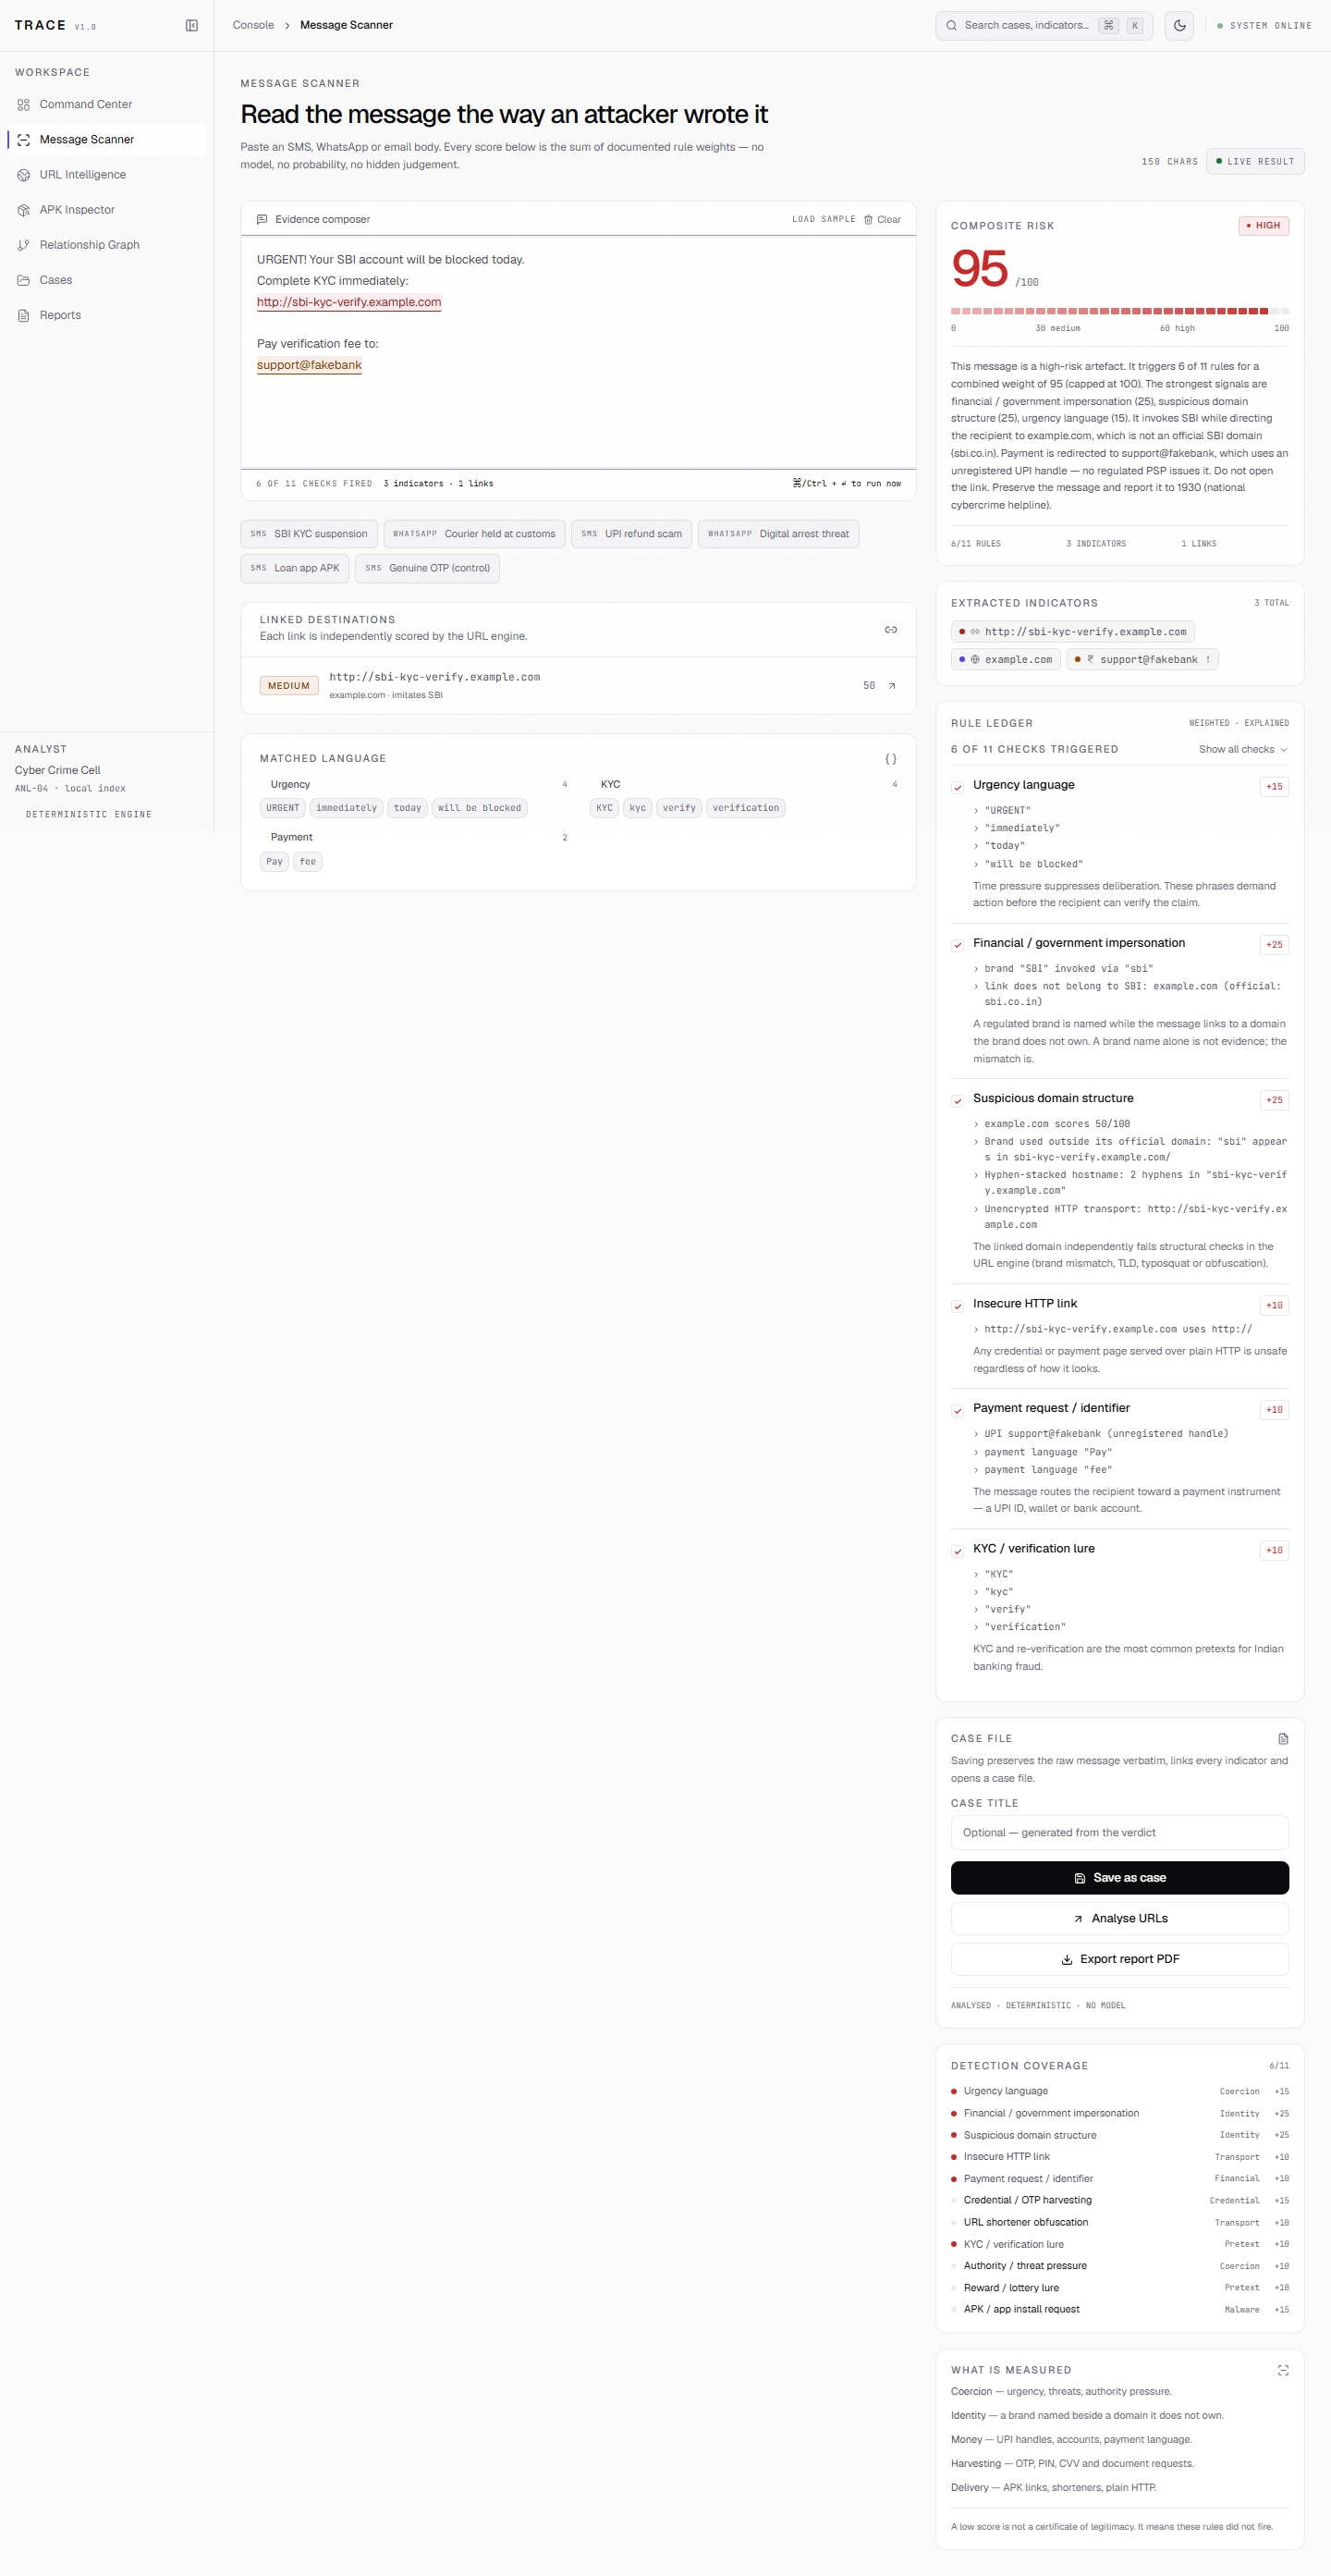 TRACE V1.0
WORKSPACE
Command Center
Message Scanner
URL Intelligence
APK Inspector
Relationship Graph
Cases
Reports
ANALYST
Cyber Crime Cell
ANL-04 · local index
DETERMINISTIC ENGINE
Console > Message Scanner
Search cases, indicators... ⌘ K
SYSTEM ONLINE
MESSAGE SCANNER
Read the message the way an attacker wrote it
Paste an SMS, WhatsApp or email body. Every score below is the sum of documented rule weights — no
model, no probability, no hidden judgement.
150 CHARS LIVE RESULT
Evidence composer LOAD SAMPLE Clear
URGENT! Your SBI account will be blocked today.
Complete KYC immediately:
http://sbi-kyc-verify.example.com
Pay verification fee to:
support@fakebank
6 OF 11 CHECKS FIRED 3 indicators · 1 links ⌘/Ctrl + ↵ to run now
SMS SBI KYC suspension WHATSAPP Courier held at customs SMS UPI refund scam WHATSAPP Digital arrest threat
SMS Loan app APK SMS Genuine OTP (control)
LINKED DESTINATIONS
Each link is independently scored by the URL engine.
MEDIUM http://sbi-kyc-verify.example.com 50
example.com · imitates SBI
MATCHED LANGUAGE { }
Urgency 4 KYC 4
URGENT immediately today will be blocked KYC kyc verify verification
Payment 2
Pay fee
COMPOSITE RISK HIGH
95 /100
0 30 medium 60 high 100
This message is a high-risk artefact. It triggers 6 of 11 rules for a
combined weight of 95 (capped at 100). The strongest signals are
financial / government impersonation (25), suspicious domain
structure (25), urgency language (15). It invokes SBI while directing
the recipient to example.com, which is not an official SBI domain
(sbi.co.in). Payment is redirected to support@fakebank, which uses an
unregistered UPI handle — no regulated PSP issues it. Do not open
the link. Preserve the message and report it to 1930 (national
cybercrime helpline).
6/11 RULES 3 INDICATORS 1 LINKS
EXTRACTED INDICATORS 3 TOTAL
http://sbi-kyc-verify.example.com
example.com ₹ support@fakebank !
RULE LEDGER WEIGHTED · EXPLAINED
6 OF 11 CHECKS TRIGGERED Show all checks
Urgency language +15
› "URGENT"
› "immediately"
› "today"
› "will be blocked"
Time pressure suppresses deliberation. These phrases demand
action before the recipient can verify the claim.
Financial / government impersonation +25
› brand "SBI" invoked via "sbi"
› link does not belong to SBI: example.com (official:
sbi.co.in)
A regulated brand is named while the message links to a domain
the brand does not own. A brand name alone is not evidence; the
mismatch is.
Suspicious domain structure +25
› example.com scores 50/100
› Brand used outside its official domain: "sbi" appear
s in sbi-kyc-verify.example.com/
› Hyphen-stacked hostname: 2 hyphens in "sbi-kyc-verif
y.example.com"
› Unencrypted HTTP transport: http://sbi-kyc-verify.ex
ample.com
The linked domain independently fails structural checks in the
URL engine (brand mismatch, TLD, typosquat or obfuscation).
Insecure HTTP link +10
› http://sbi-kyc-verify.example.com uses http://
Any credential or payment page served over plain HTTP is unsafe
regardless of how it looks.
Payment request / identifier +10
› UPI support@fakebank (unregistered handle)
› payment language "Pay"
› payment language "fee"
The message routes the recipient toward a payment instrument
— a UPI ID, wallet or bank account.
KYC / verification lure +10
› "KYC"
› "kyc"
› "verify"
› "verification"
KYC and re-verification are the most common pretexts for Indian
banking fraud.
CASE FILE
Saving preserves the raw message verbatim, links every indicator and
opens a case file.
CASE TITLE
Optional — generated from the verdict
Save as case
Analyse URLs
Export report PDF
ANALYSED · DETERMINISTIC · NO MODEL
DETECTION COVERAGE 6/11
Urgency language Coercion +15
Financial / government impersonation Identity +25
Suspicious domain structure Identity +25
Insecure HTTP link Transport +10
Payment request / identifier Financial +10
Credential / OTP harvesting Credential +15
URL shortener obfuscation Transport +10
KYC / verification lure Pretext +10
Authority / threat pressure Coercion +10
Reward / lottery lure Pretext +10
APK / app install request Malware +15
WHAT IS MEASURED
Coercion — urgency, threats, authority pressure.
Identity — a brand named beside a domain it does not own.
Money — UPI handles, accounts, payment language.
Harvesting — OTP, PIN, CVV and document requests.
Delivery — APK links, shorteners, plain HTTP.
A low score is not a certificate of legitimacy. It means these rules did not fire.